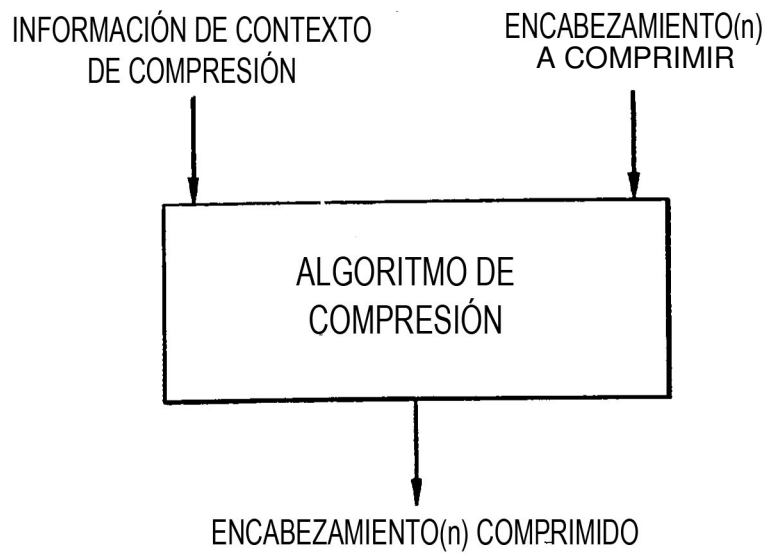 INFORMACIÓN DE CONTEXTO
DE COMPRESIÓN
ENCABEZAMIENTO(n)
A COMPRIMIR
ALGORITMO DE
COMPRESIÓN
ENCABEZAMIENTO(n) COMPRIMIDO